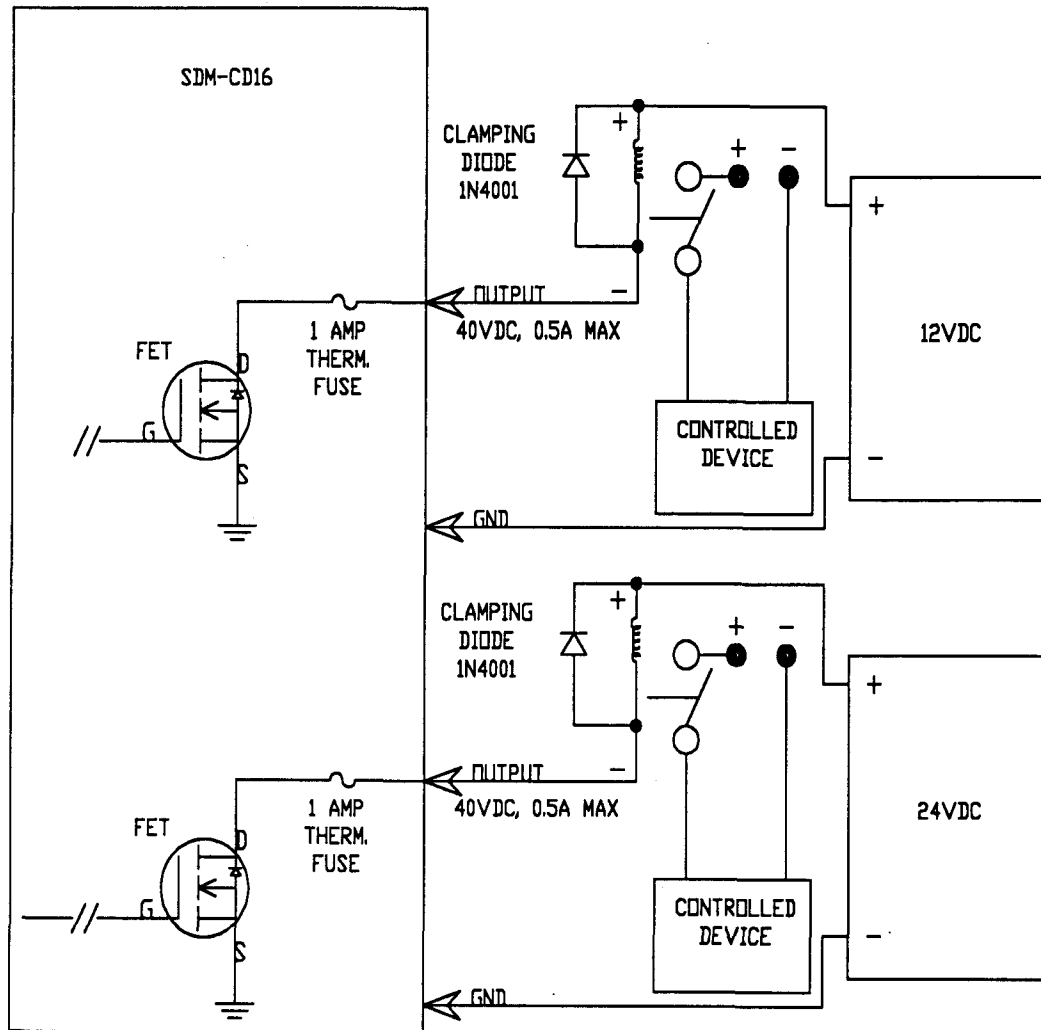 SDM-CD16
CLAMPING
DIODE
1N4001
+
+
-
+
OUTPUT
-
40VDC, 0.5A MAX
1 AMP
THERM.
FUSE
12VDC
FET
D
G
S
CONTROLLED
DEVICE
-
GND
CLAMPING
DIODE
1N4001
+
+
-
+
OUTPUT
-
40VDC, 0.5A MAX
1 AMP
THERM.
FUSE
24VDC
FET
D
G
S
CONTROLLED
DEVICE
-
GND